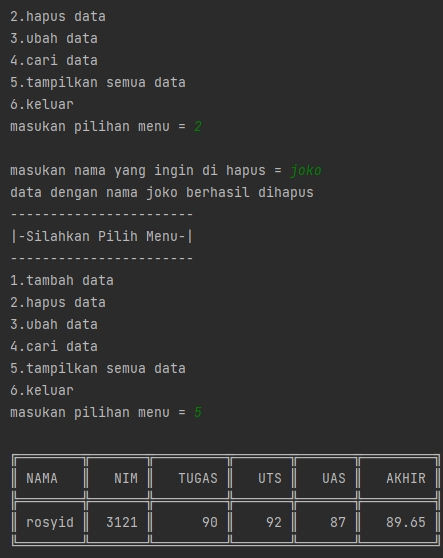 2.hapus data
3.ubah data
4.cari data
5.tampilkan semua data
6.keluar
masukan pilihan menu = 2
masukan nama yang ingin di hapus = joko
data dengan nama joko berhasil dihapus
-----------------------
|-Silahkan Pilih Menu-|
-----------------------
1.tambah data
2.hapus data
3.ubah data
4.cari data
5.tampilkan semua data
6.keluar
masukan pilihan menu = 5
NAMA NIM TUGAS UTS UAS AKHIR
rosyid 3121 90 92 87 89.65